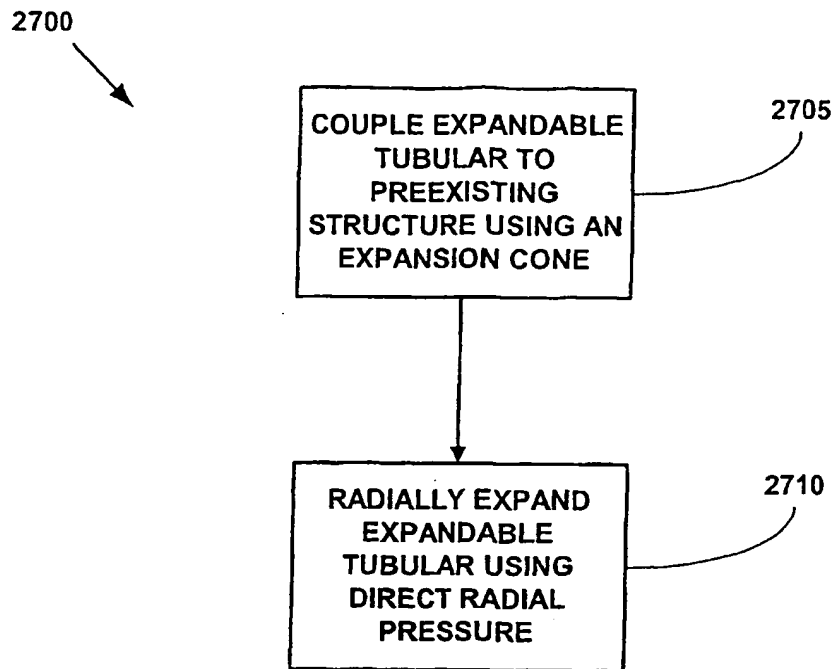 2700
COUPLE EXPANDABLE
TUBULAR TO
PREEXISTING
STRUCTURE USING AN
EXPANSION CONE
2705
RADIALLY EXPAND
EXPANDABLE
TUBULAR USING
DIRECT RADIAL
PRESSURE
2710